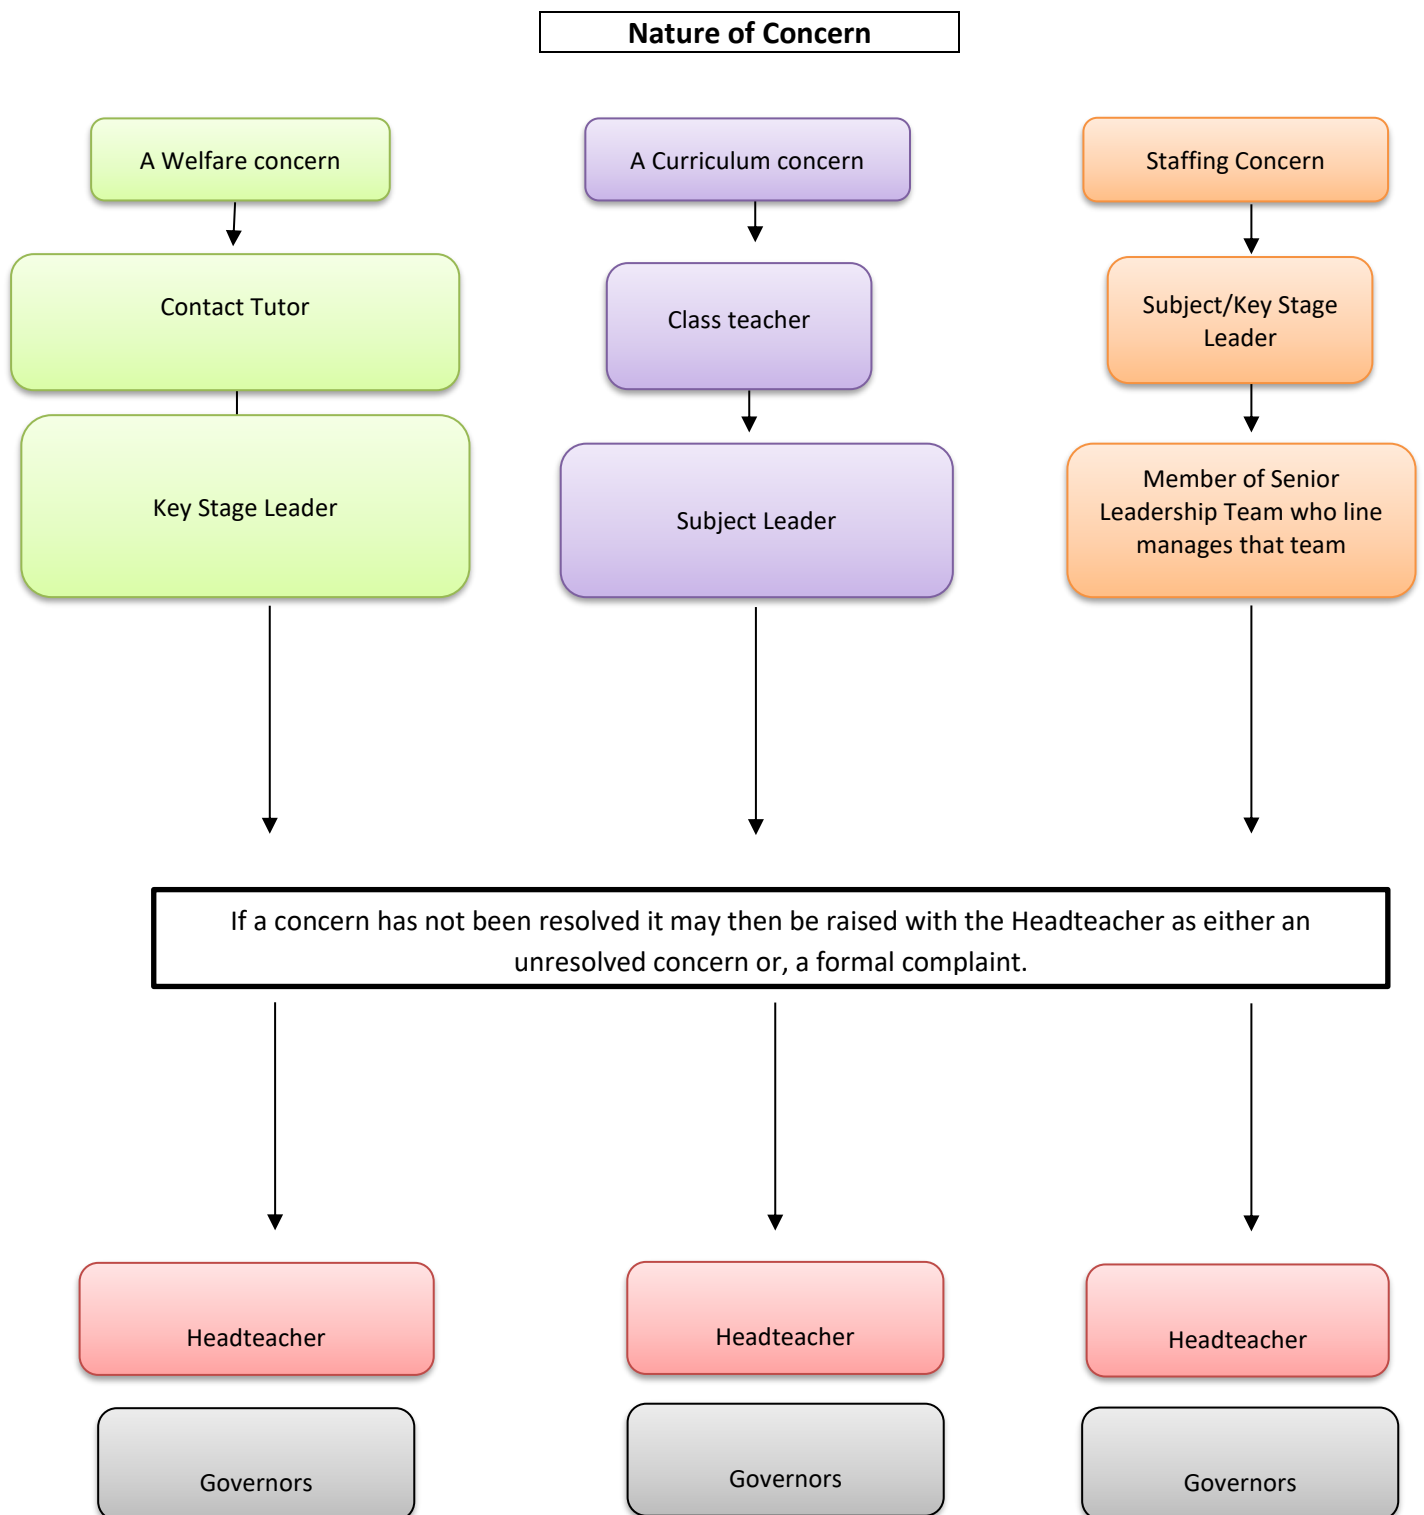 Nature of Concern
A Welfare concern
A Curriculum concern
Staffing Concern
Contact Tutor
Class teacher
Subject/Key Stage
Leader
Key Stage Leader
Subject Leader
Member of Senior
Leadership Team who line
manages that team
If a concern has not been resolved it may then be raised with the Headteacher as either an
unresolved concern or, a formal complaint.
Headteacher
Headteacher
Headteacher
Governors
Governors
Governors